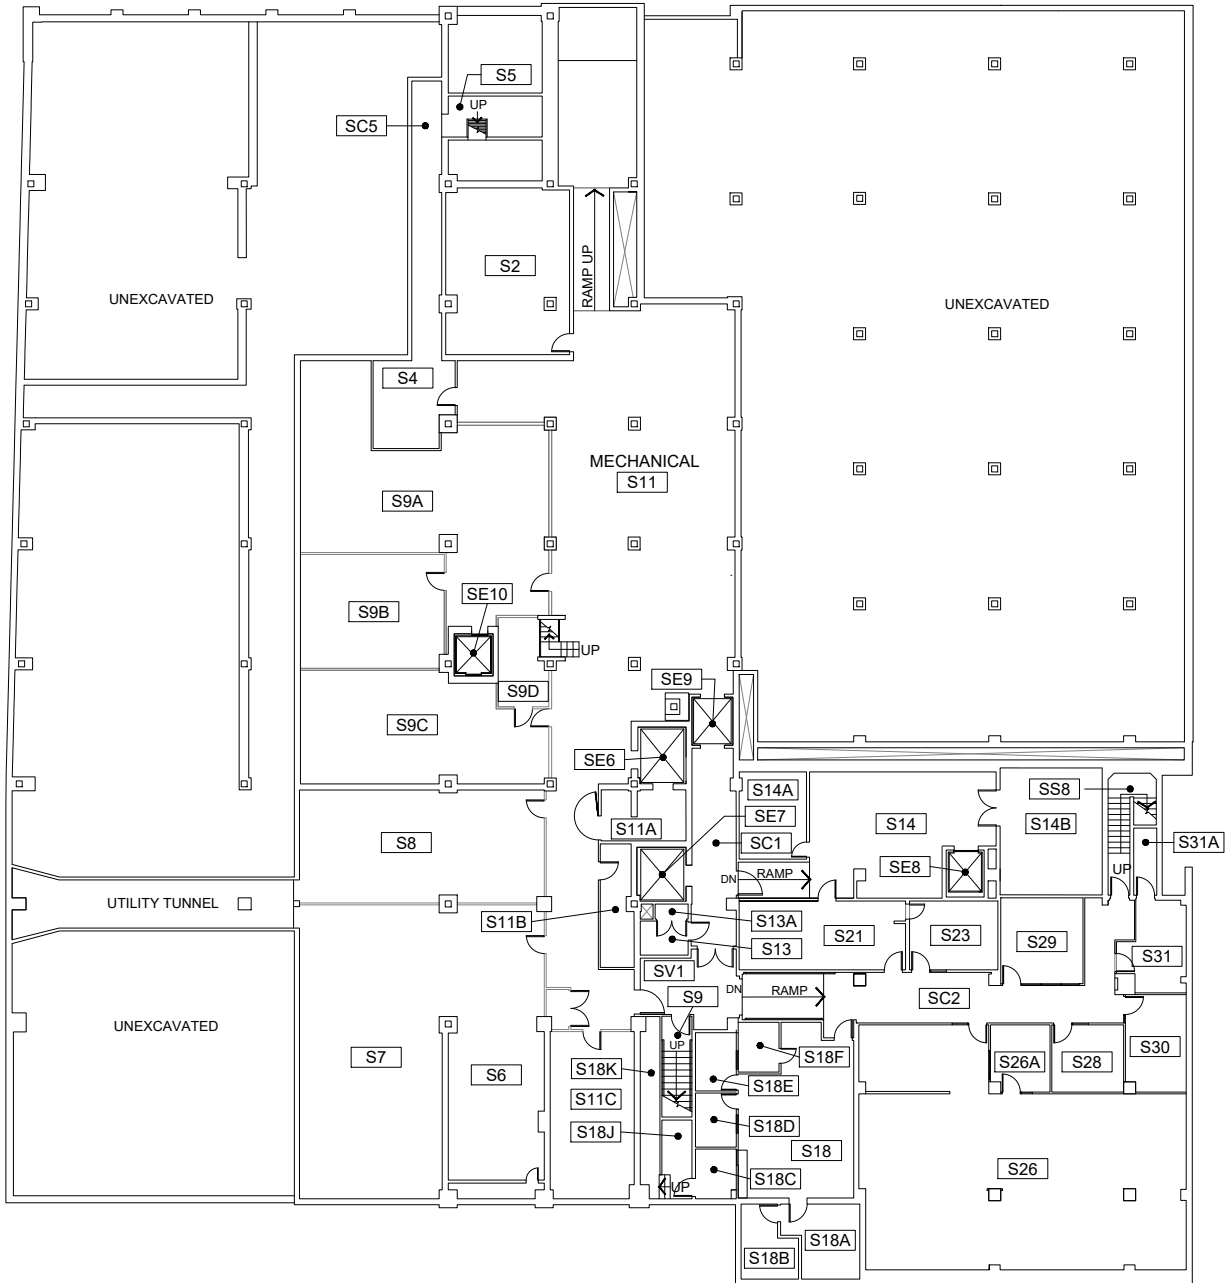 S5
UP
SC5
S2
RAMP UP
UNEXCAVATED
UNEXCAVATED
S4
MECHANICAL
S11
S9A
SE10
S9B
UP
SE9
S9D
S9C
SE6
S14A
SS8
SE7
S11A
S14
S14B
S8
SC1
S31A
SE8
UP
DN
RAMP
UTILITY TUNNEL
S11B
S13A
S13
S21
S23
S29
S31
SV1
DN
RAMP
S9
SC2
UNEXCAVATED
UP
S18F
S7
S6
S18K
S18E
S26A
S28
S30
S11C
S18J
S18D
S18
S26
S18C
UP
S18A
S18B